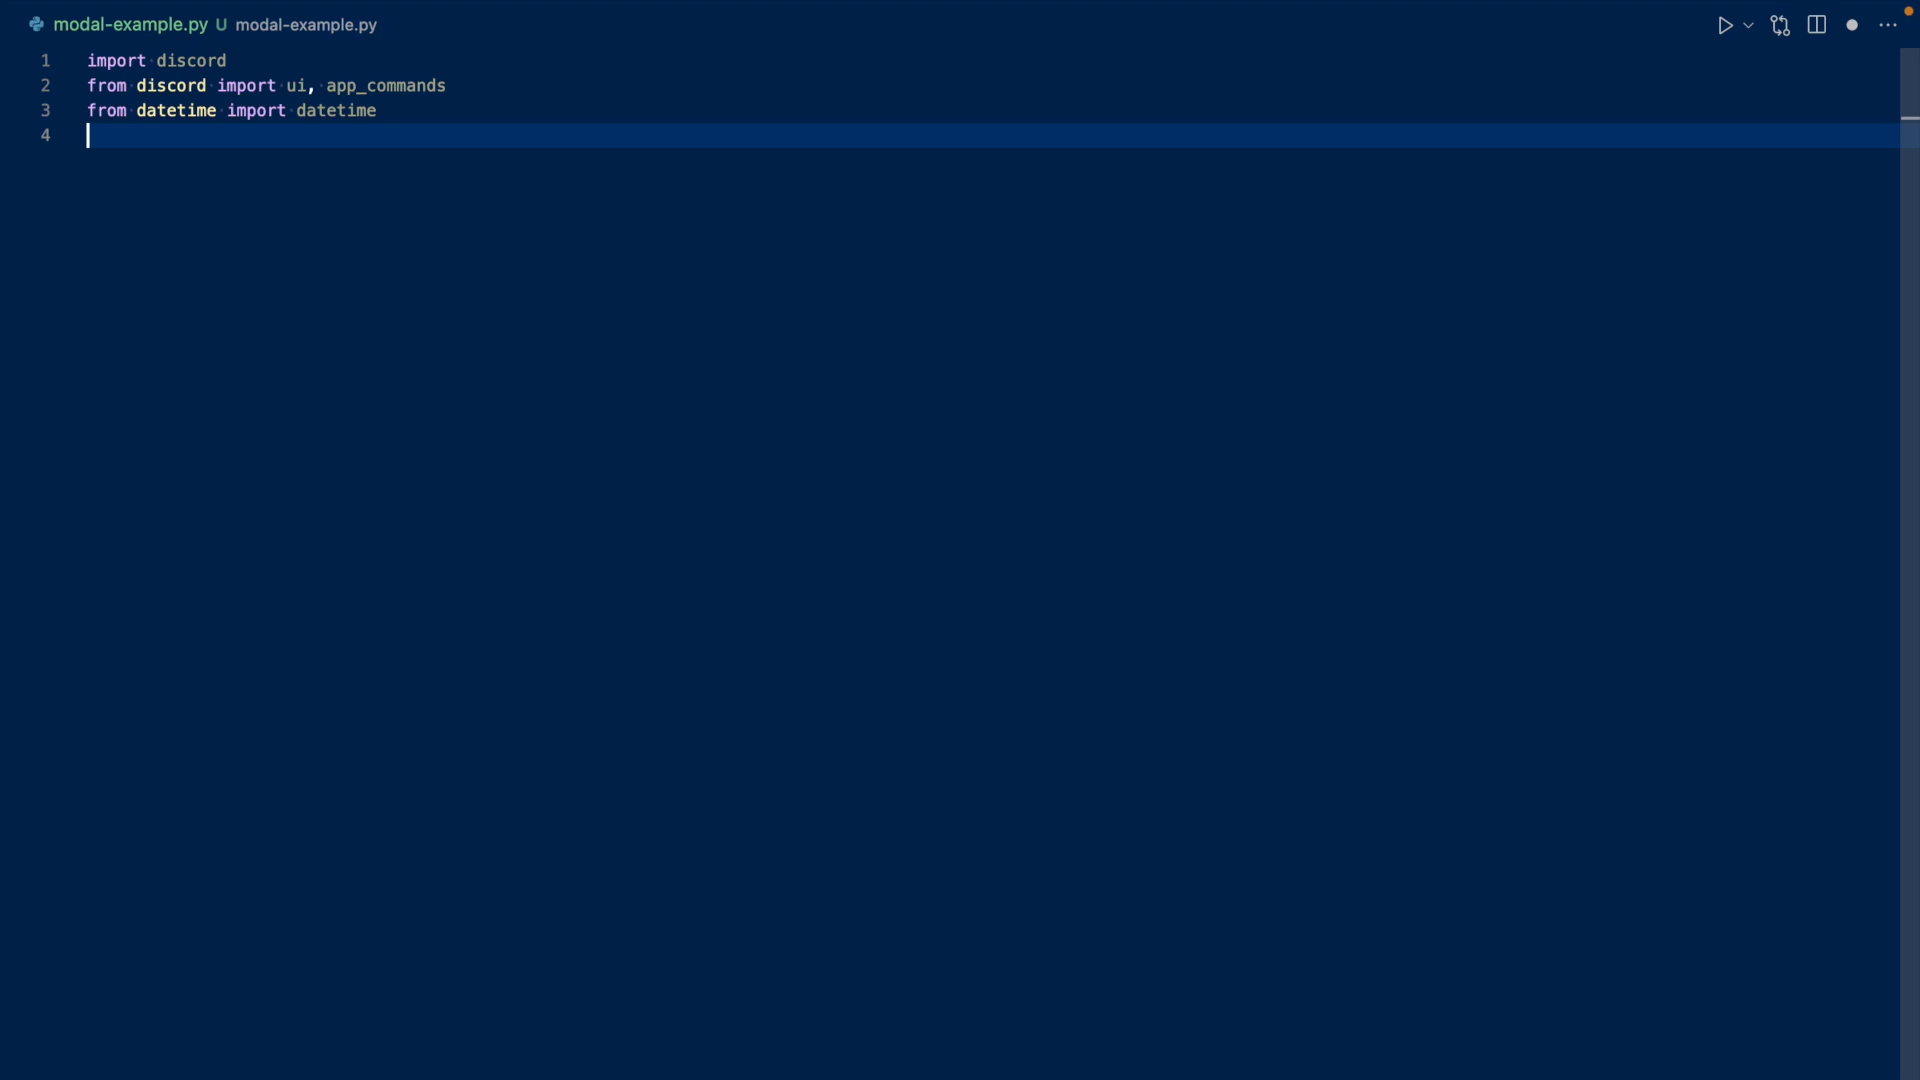 modal-example.py U modal-example.py
1 import discord
2 from discord import ui, app_commands
3 from datetime import datetime
4